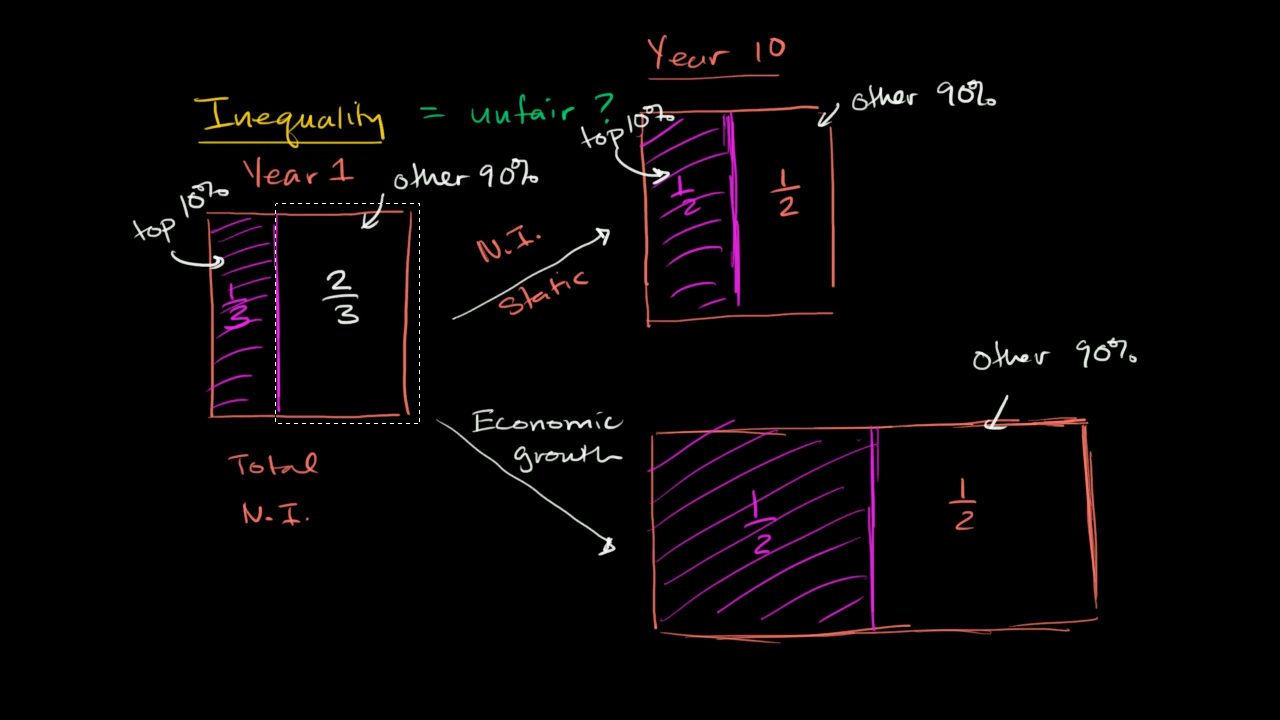 Year 10
Inequality = unfair ?
top 10%
other 90%
1/2
1/2
Year 1
top 10%
other 90%
1/3
2/3
Total
N.I.
N.I.
Static
Economic
growth
other 90%
1/2
1/2